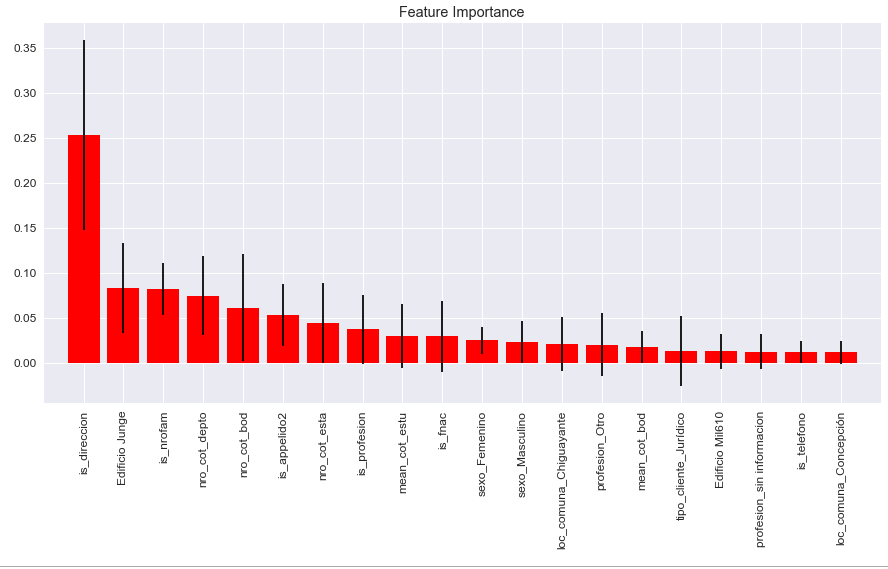 Feature Importance
0.35
0.30
0.25
0.20
0.15
0.10
0.05
0.00
is_direccion
Edificio Junge
is_nrofam
nro_cot_depto
nro_cot_bod
is_appelido2
nro_cot_esta
is_profesion
mean_cot_estu
is_fnac
sexo_Femenino
sexo_Masculino
loc_comuna_Chiguayante
profesion_Otro
mean_cot_bod
tipo_cliente_Jurídico
Edificio Mil610
profesion_sin informacion
is_telefono
loc_comuna_Concepción